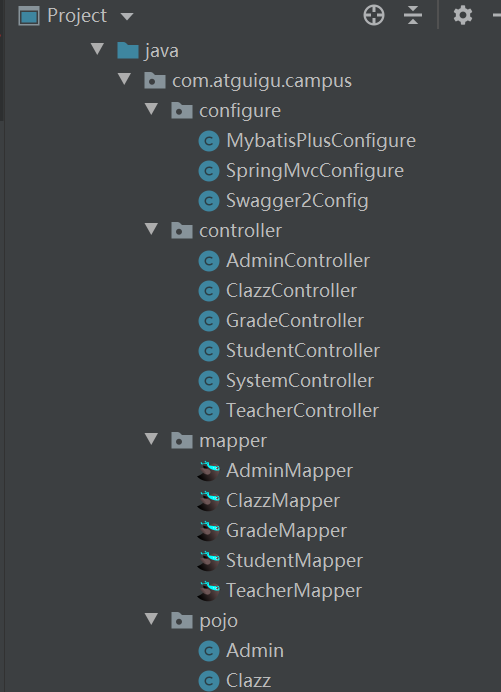 Project
java
com.atguigu.campus
configure
MybatisPlusConfigure
SpringMvcConfigure
Swagger2Config
controller
AdminController
ClazzController
GradeController
StudentController
SystemController
TeacherController
mapper
AdminMapper
ClazzMapper
GradeMapper
StudentMapper
TeacherMapper
pojo
Admin
Clazz